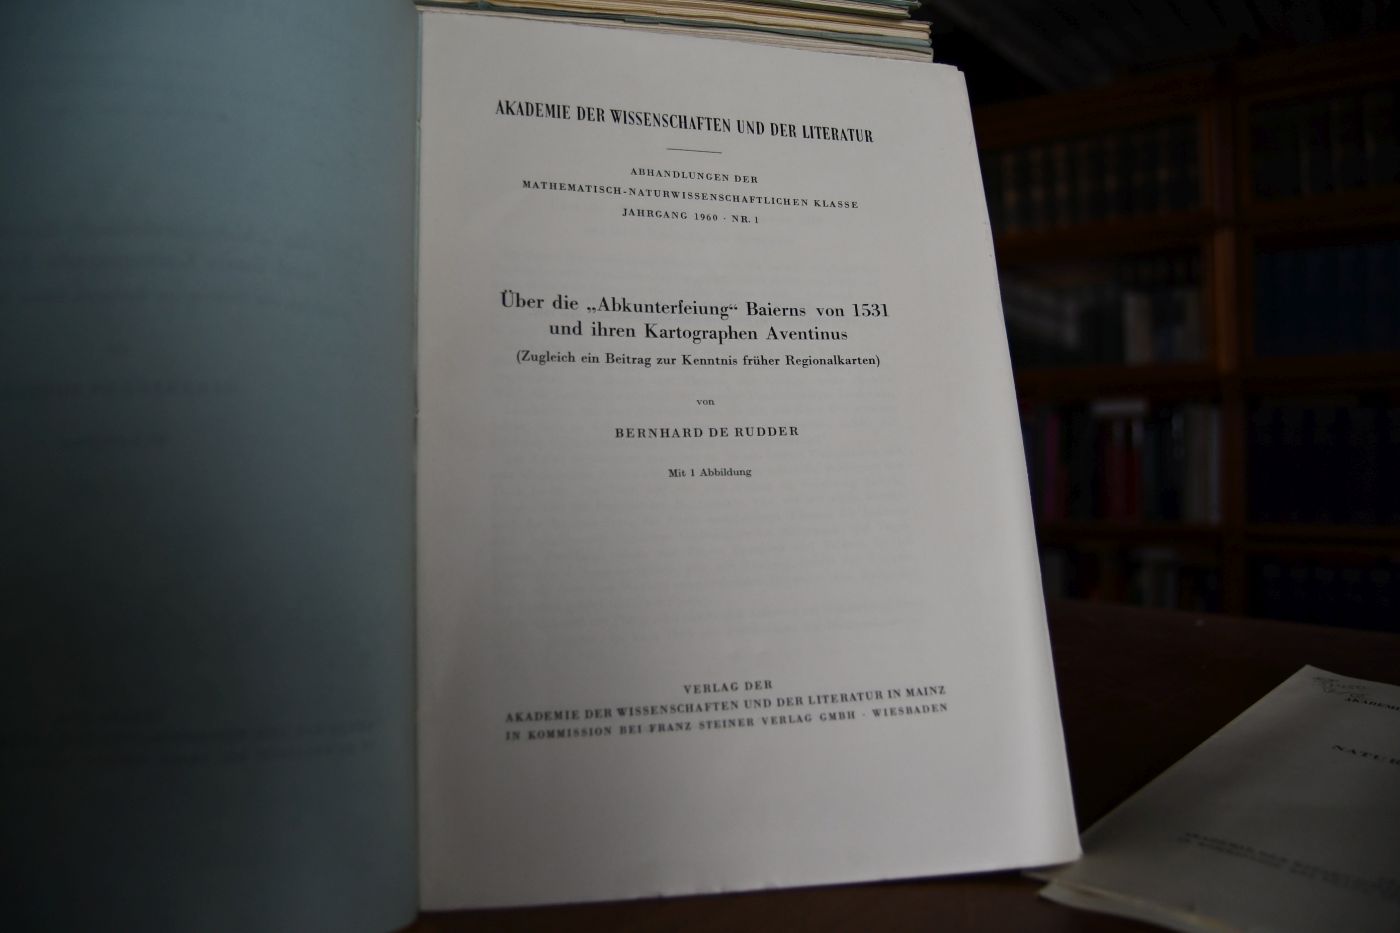 AKADEMIE DER WISSENSCHAFTEN UND DER LITERATUR
ABHANDLUNGEN DER
MATHEMATISCH-NATURWISSENSCHAFTLICHEN KLASSE
JAHRGANG 1960 · NR. 1
Über die „Abkunterfeiung“ Baierns von 1531
und ihren Kartographen Aventinus
(Zugleich ein Beitrag zur Kenntnis früher Regionalkarten)
von
BERNHARD DE RUDDER
Mit 1 Abbildung
VERLAG DER
AKADEMIE DER WISSENSCHAFTEN UND DER LITERATUR IN MAINZ
IN KOMMISSION BEI FRANZ STEINER VERLAG GMBH · WIESBADEN